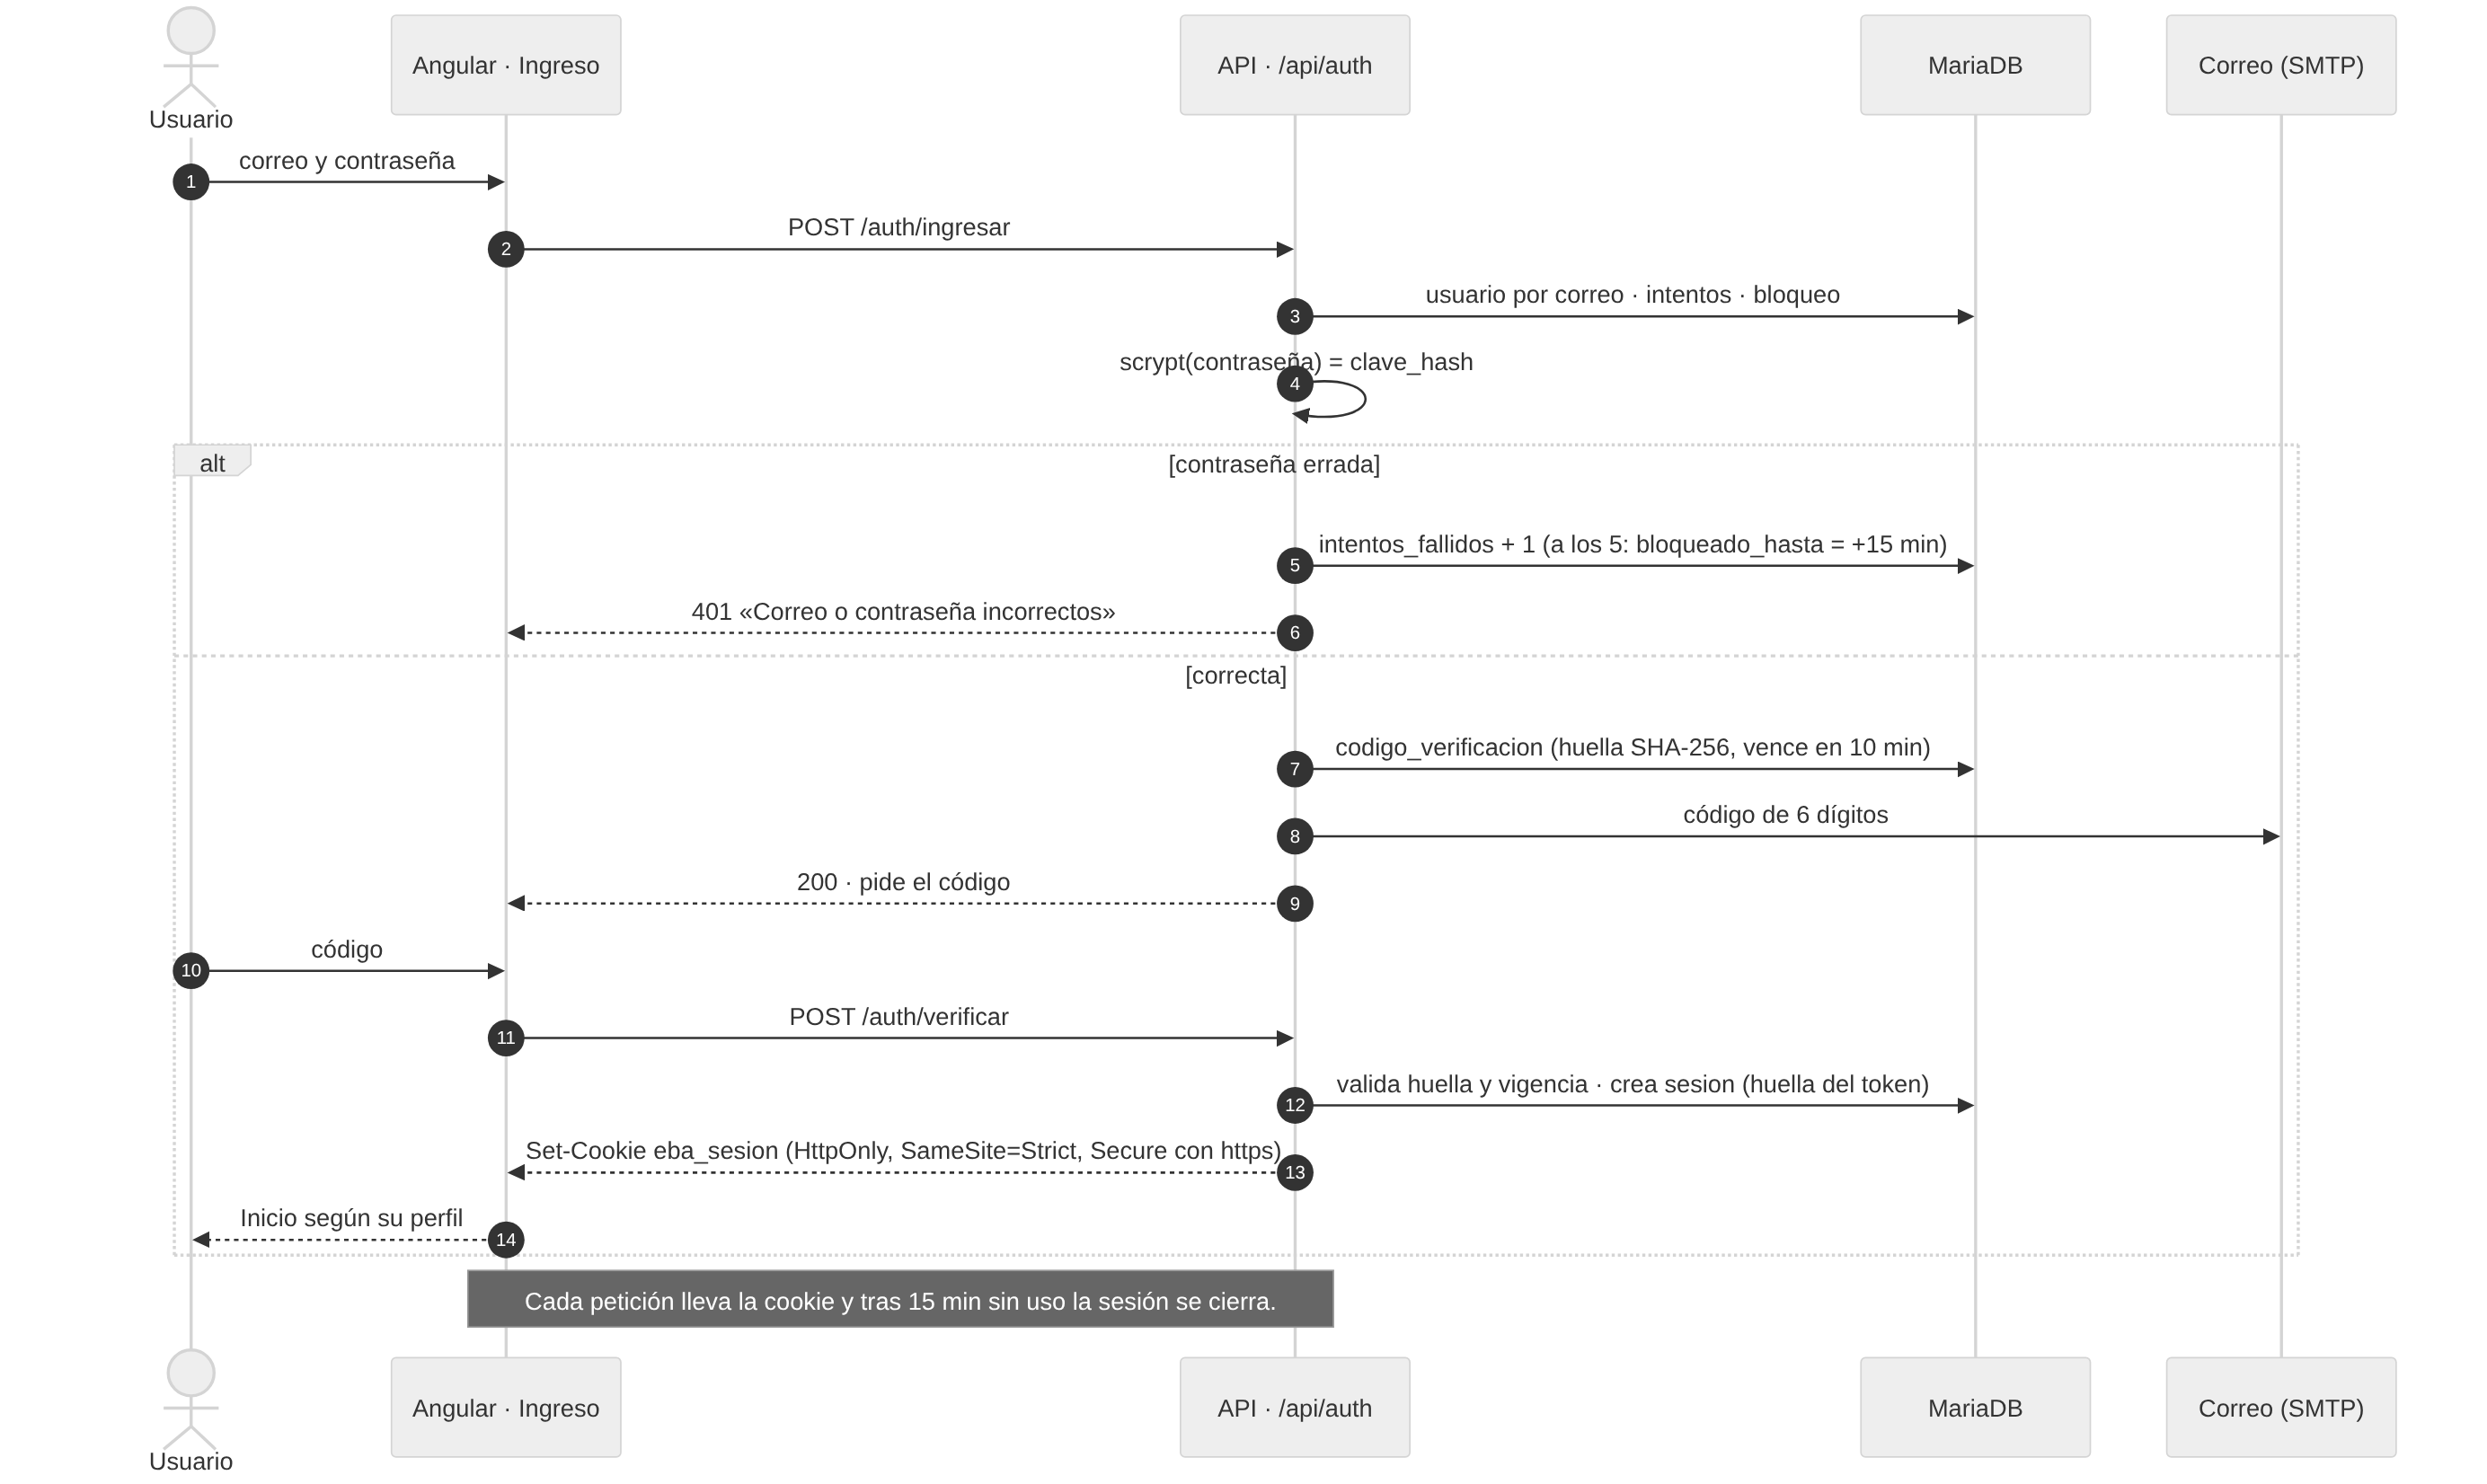 Usuario
Angular · Ingreso
API · /api/auth
MariaDB
Correo (SMTP)
correo y contraseña
1
POST /auth/ingresar
2
usuario por correo · intentos · bloqueo
3
scrypt(contraseña) = clave_hash
4
alt
[contraseña errada]
intentos_fallidos + 1 (a los 5: bloqueado_hasta = +15 min)
5
401 «Correo o contraseña incorrectos»
6
[correcta]
codigo_verificacion (huella SHA-256, vence en 10 min)
7
código de 6 dígitos
8
200 · pide el código
9
código
10
POST /auth/verificar
11
valida huella y vigencia · crea sesion (huella del token)
12
Set-Cookie eba_sesion (HttpOnly, SameSite=Strict, Secure con https)
13
Inicio según su perfil
14
Cada petición lleva la cookie y tras 15 min sin uso la sesión se cierra.
Usuario
Angular · Ingreso
API · /api/auth
MariaDB
Correo (SMTP)